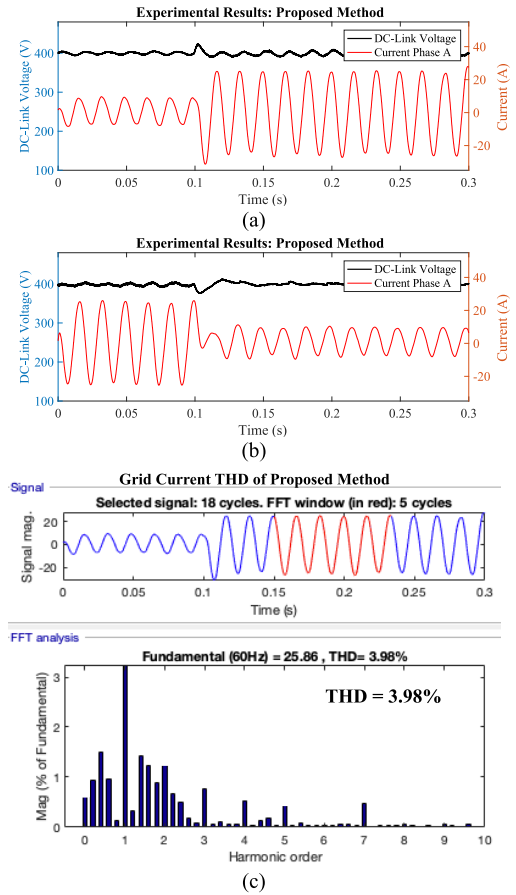 Experimental Results: Proposed Method
DC-Link Voltage (V)
400
300
200
100
DC-Link Voltage
Current Phase A
40
20
0
-20
Current (A)
0 0.05 0.1 0.15 0.2 0.25 0.3
Time (s)
(a)
Experimental Results: Proposed Method
DC-Link Voltage (V)
400
300
200
100
DC-Link Voltage
Current Phase A
40
20
0
-20
Current (A)
0 0.05 0.1 0.15 0.2 0.25 0.3
Time (s)
(b)
Grid Current THD of Proposed Method
Signal
Selected signal: 18 cycles. FFT window (in red): 5 cycles
Signal mag.
20
0
-20
0 0.05 0.1 0.15 0.2 0.25 0.3
Time (s)
FFT analysis
Fundamental (60Hz) = 25.86 , THD= 3.98%
THD = 3.98%
Mag (% of Fundamental)
3
2
1
0
0 1 2 3 4 5 6 7 8 9 10
Harmonic order
(c)